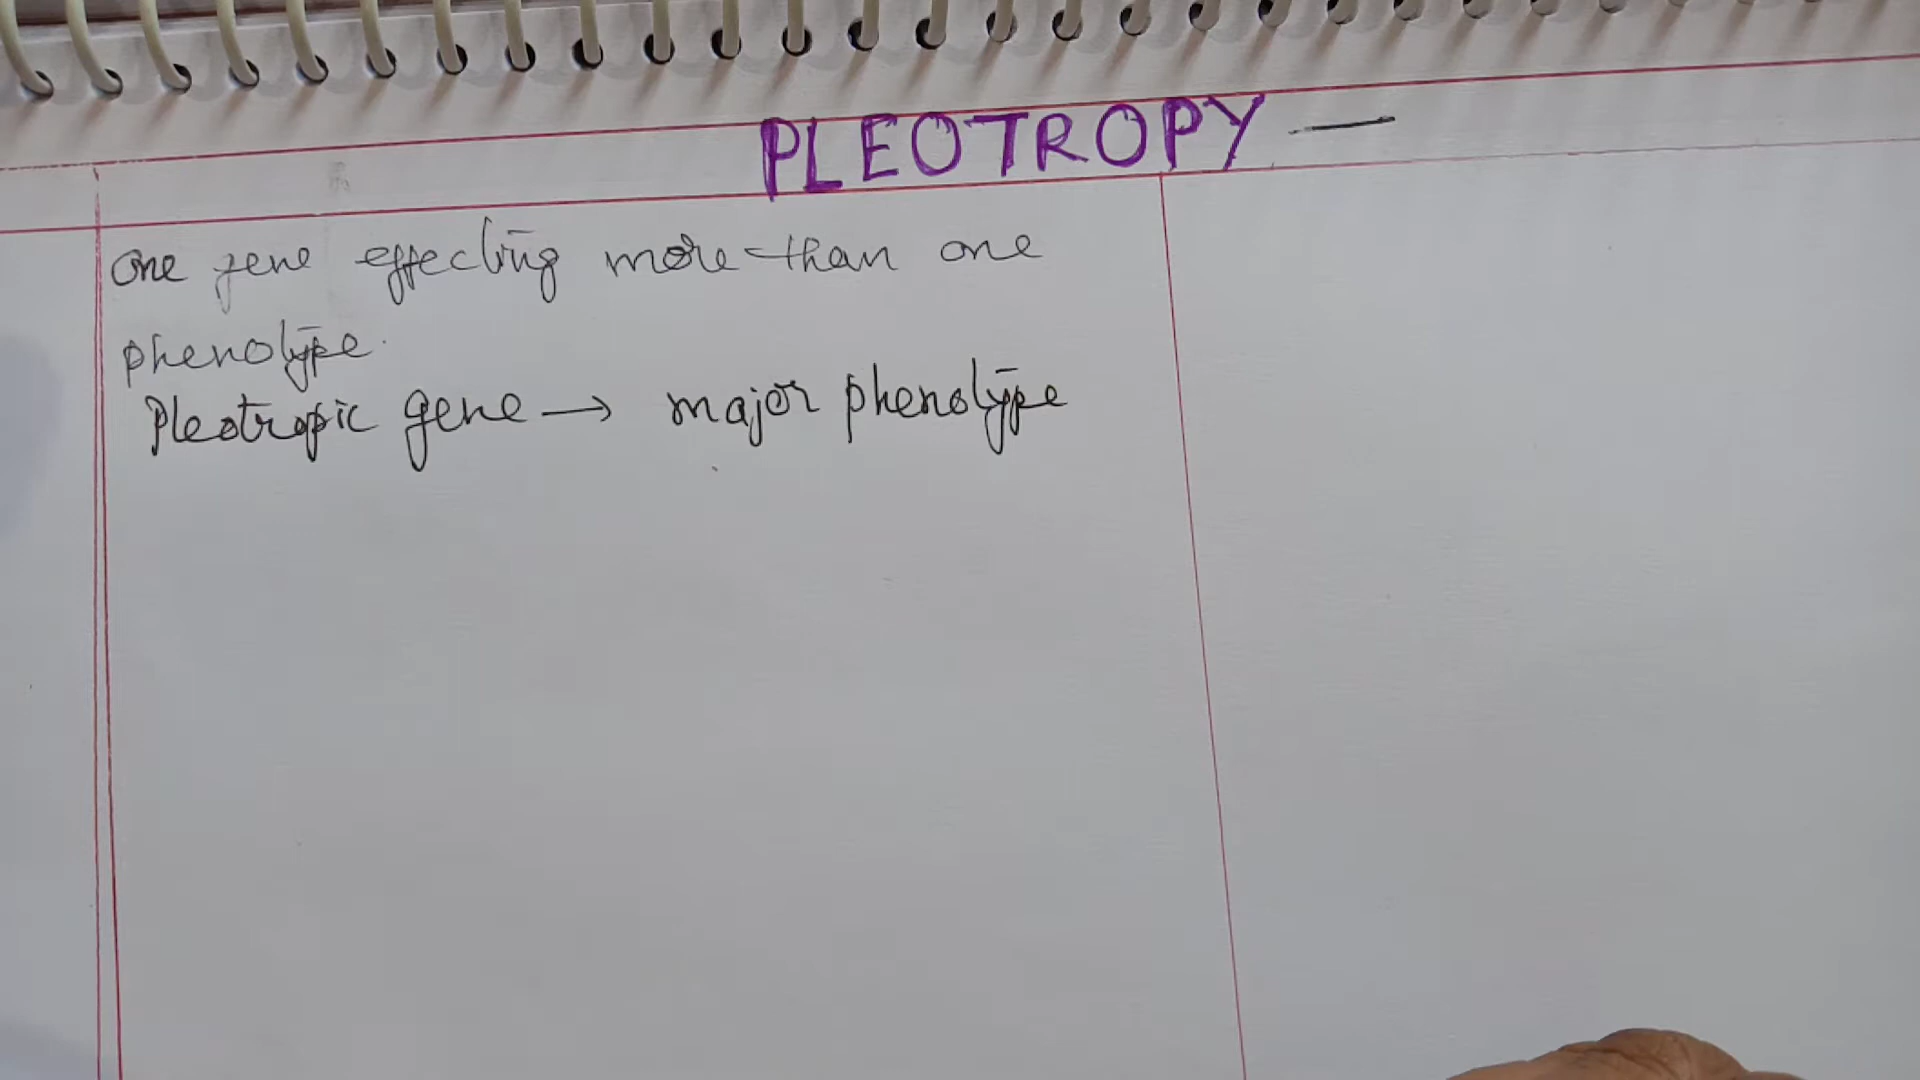 PLEOTROPY —
One gene effecting more than one
phenotype.
Pleotropic gene → major phenotype